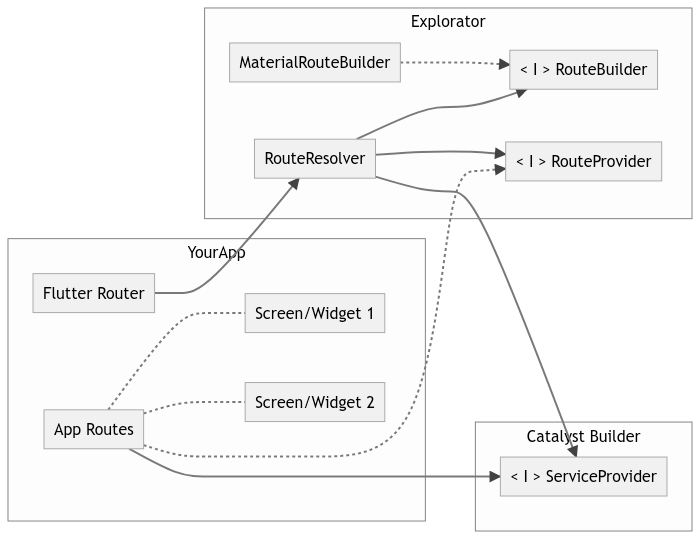 Explorator
MaterialRouteBuilder
< I > RouteBuilder
RouteResolver
< I > RouteProvider
YourApp
Flutter Router
Screen/Widget 1
Screen/Widget 2
App Routes
Catalyst Builder
< I > ServiceProvider